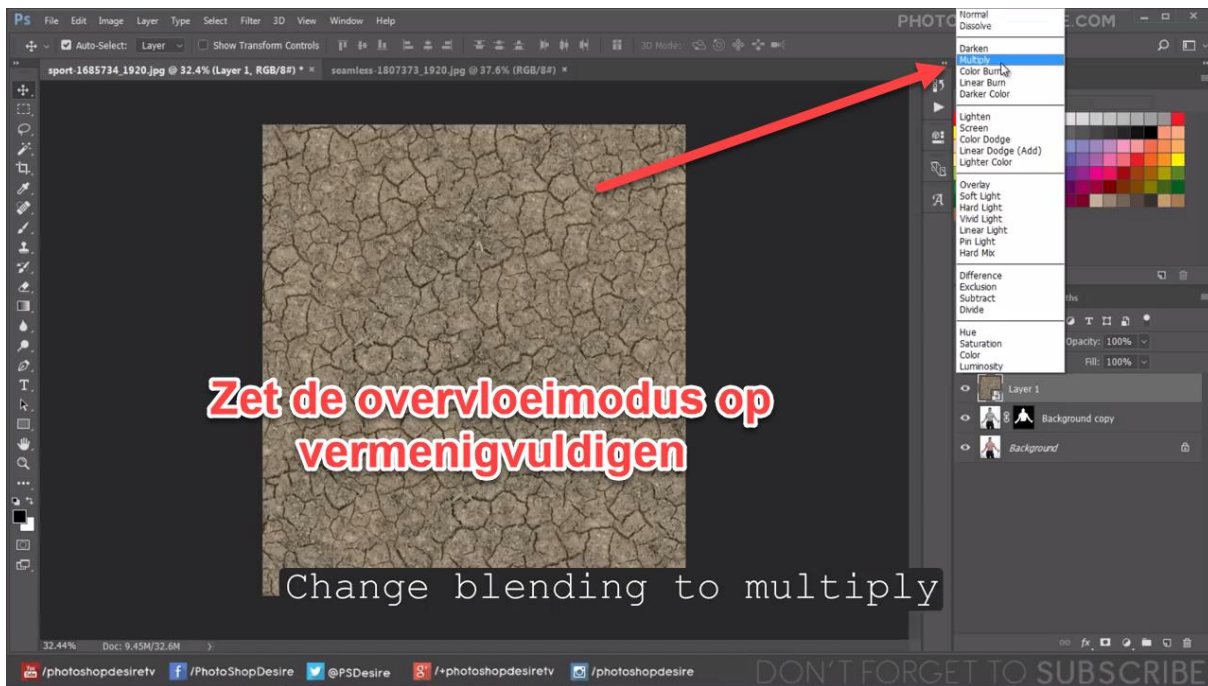 PS File Edit Image Layer Type Select Filter 3D View Window Help
Auto-Select: Layer Show Transform Controls 3D Mode:
sport-1685734_1920.jpg @ 32.4% (Layer 1, RGB/8#) * × seamless-1807373_1920.jpg @ 37.6% (RGB/8#) ×
Normal
Dissolve
Darken
Multiply
Color Burn
Linear Burn
Darker Color
Lighten
Screen
Color Dodge
Linear Dodge (Add)
Lighter Color
Overlay
Soft Light
Hard Light
Vivid Light
Linear Light
Pin Light
Hard Mix
Difference
Exclusion
Subtract
Divide
Hue
Saturation
Color
Luminosity
Opacity: 100%
Fill: 100%
Layer 1
Background copy
Background
Zet de overvloeimodus op
vermenigvuldigen
Change blending to multiply
32.44% Doc: 9.45M/32.6M
/photoshopdesiretv /PhotoShopDesire @PSDesire /+photoshopdesiretv /photoshopdesire DON'T FORGET TO SUBSCRIBE